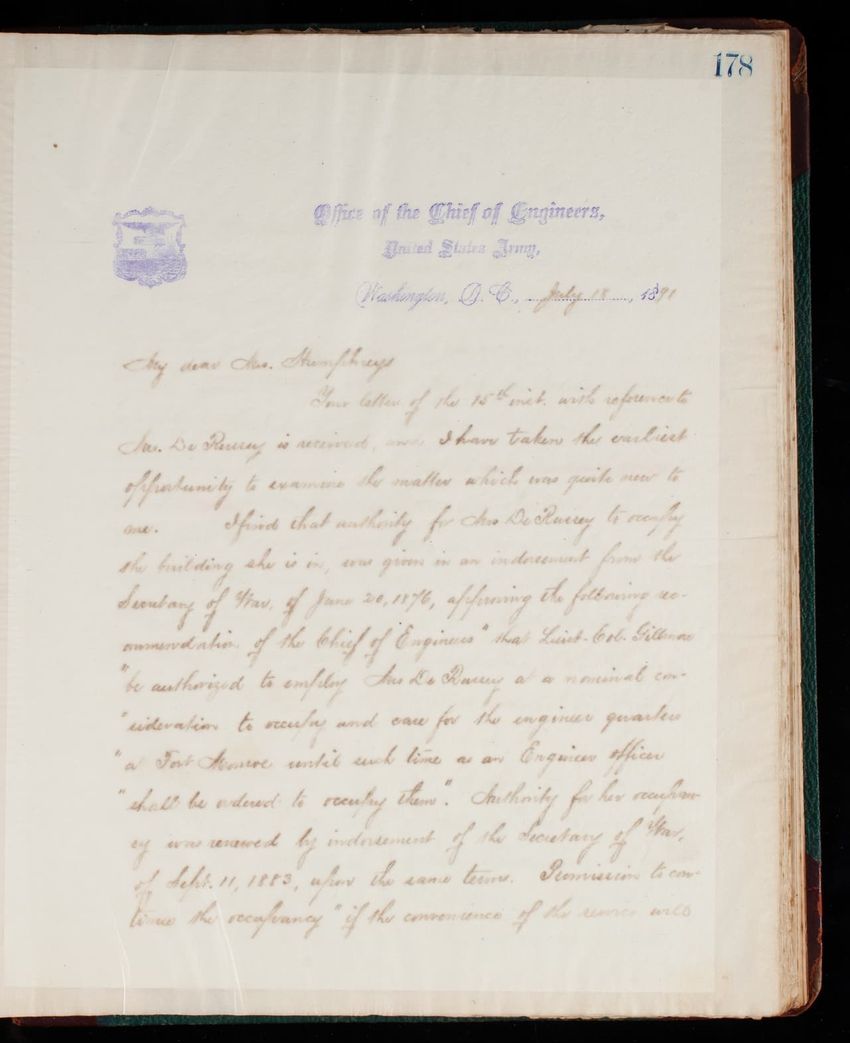 178
Office of the Chief of Engineers,
United States Army,
Washington, D. C., July 18, 1891
My dear Mrs. Humphreys
Your letter of the 15th inst. with reference to
Mrs. De Russy is received, and I have taken the earliest
opportunity to examine the matter which was quite new to
me. I find that authority for Mrs De Russy to occupy
the building she is in, was given in an indorsement from the
Secretary of War, of June 20, 1876, approving the following rec-
ommendation of the Chief of Engineers "that Lieut-Col. Gillmore
"be authorized to employ Mrs De Russey at a nominal con-
"sideration to occupy and care for the engineer quarters
"at Fort Monroe until such time as an Engineer officer
"shall be ordered to occupy them". Authority for her occupan-
cy was renewed by indorsement of the Secretary of War,
of Sept. 11, 1883, upon the same terms. Permission to con-
tinue the occupancy "if the convenience of the service will